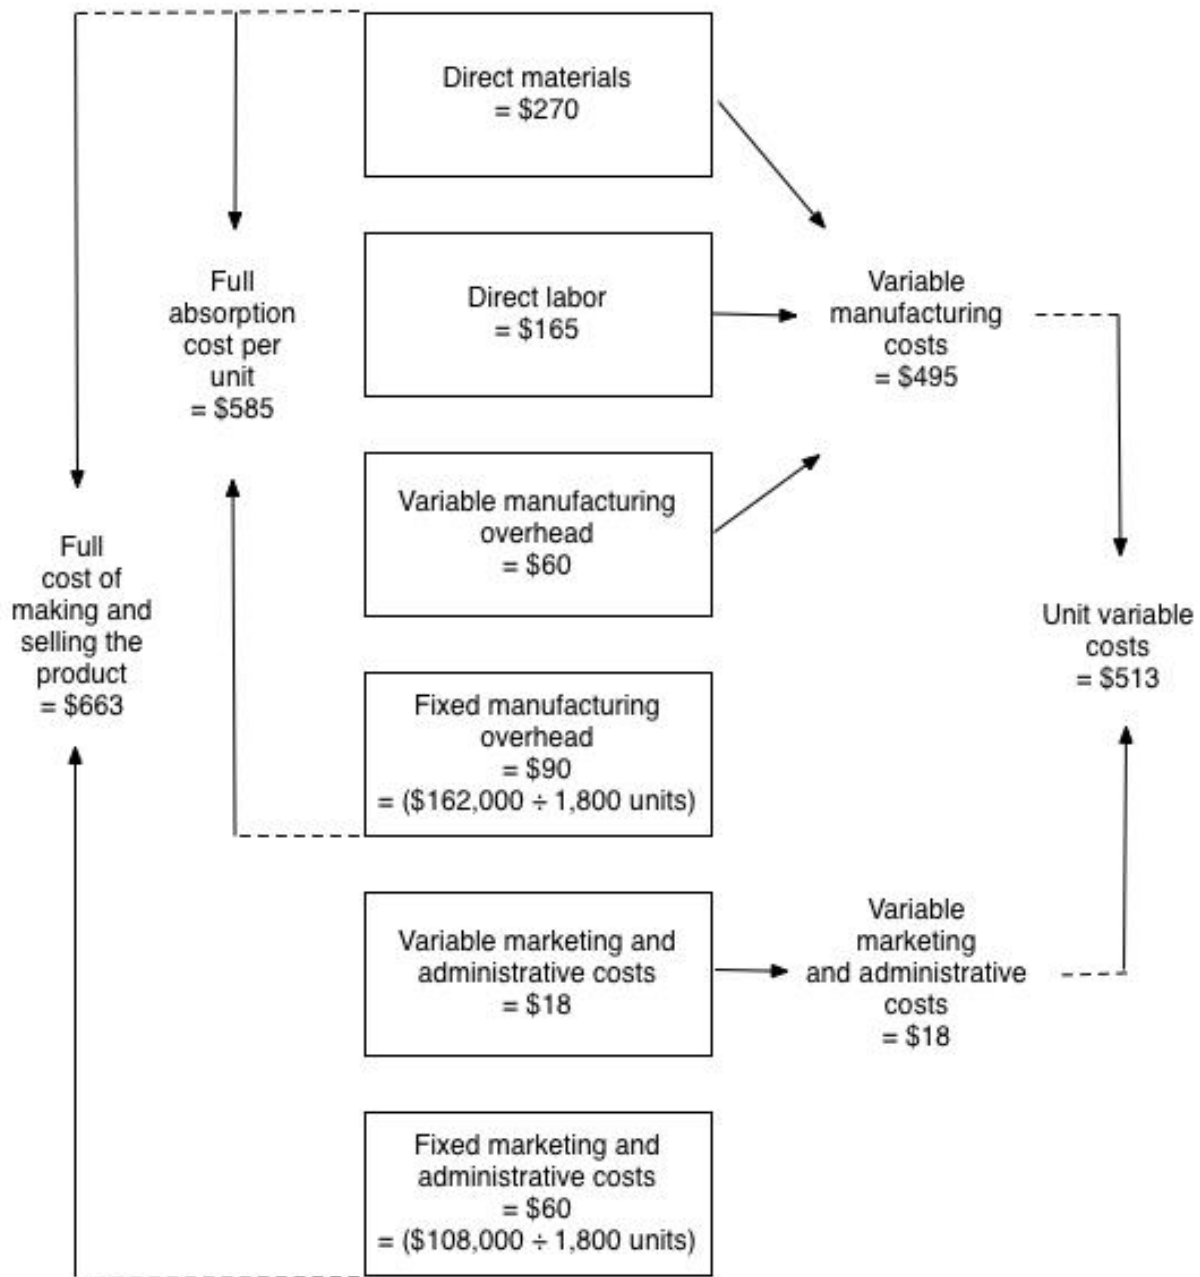 Direct materials
= $270
Full
absorption
cost per
unit
= $585
Direct labor
= $165
Variable
manufacturing
costs
= $495
Variable manufacturing
overhead
= $60
Full
cost of
making and
selling the
product
= $663
Unit variable
costs
= $513
Fixed manufacturing
overhead
= $90
= ($162,000 ÷ 1,800 units)
Variable marketing and
administrative costs
= $18
Variable
marketing
and administrative
costs
= $18
Fixed marketing and
administrative costs
= $60
= ($108,000 ÷ 1,800 units)